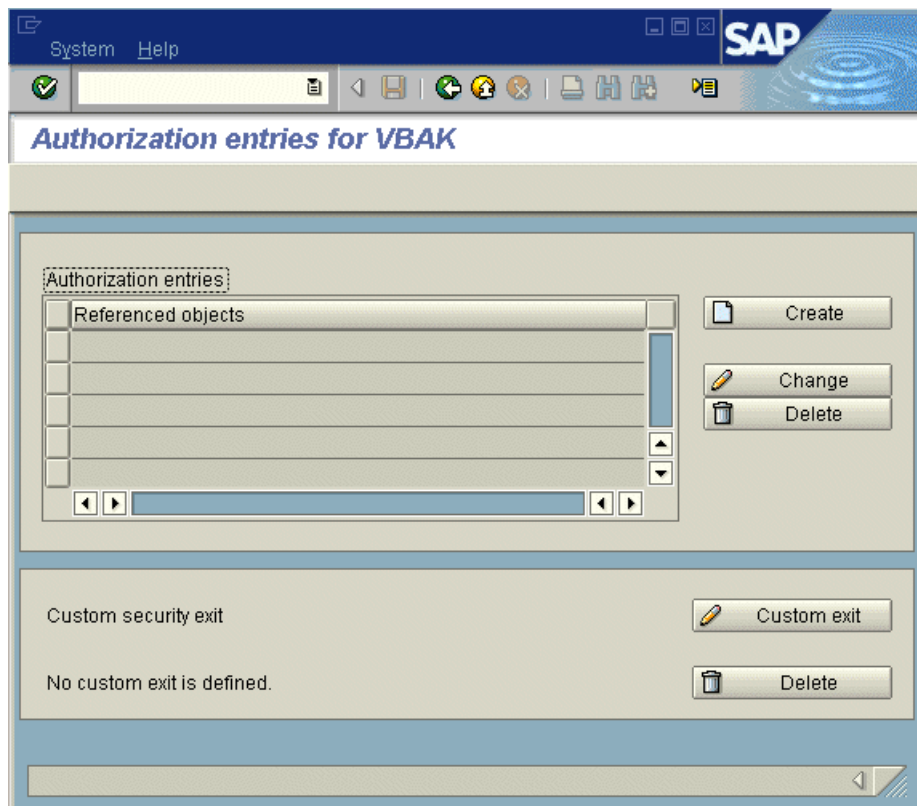 System Help
SAP
Authorization entries for VBAK
Authorization entries
Referenced objects
Create
Change
Delete
Custom security exit
Custom exit
No custom exit is defined.
Delete